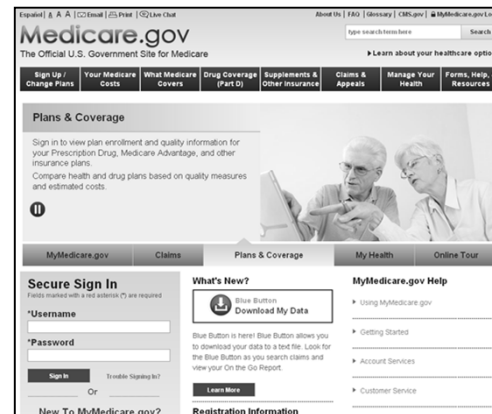 Español | A A A | Email | Print | Live Chat
About Us | FAQ | Glossary | CMS.gov | MyMedicare.gov Lo
Medicare.gov
type search term here
Search
The Official U.S. Government Site for Medicare
Learn about your healthcare optio
Sign Up /
Change Plans
Your Medicare
Costs
What Medicare
Covers
Drug Coverage
(Part D)
Supplements &
Other Insurance
Claims &
Appeals
Manage Your
Health
Forms, Help,
Resources
Plans & Coverage
Sign in to view plan enrollment and quality information
for your Prescription Drug, Medicare Advantage, and other
insurance plans.
Compare health and drug plans based on quality measures
and estimated costs.
MyMedicare.gov
Claims
Plans & Coverage
My Health
Online Tour
Secure Sign In
Fields marked with a red asterisk (*) are required
*Username
*Password
Sign In
Trouble Signing In?
Or
New To MyMedicare.gov?
What's New?
Blue Button
Download My Data
Blue Button is here! Blue Button allows you
to download your data to a text file. Look for
the Blue Button as you search claims and
view your On the Go Report.
Learn More
Registration Information
MyMedicare.gov Help
Using MyMedicare.gov
Getting Started
Account Services
Customer Service